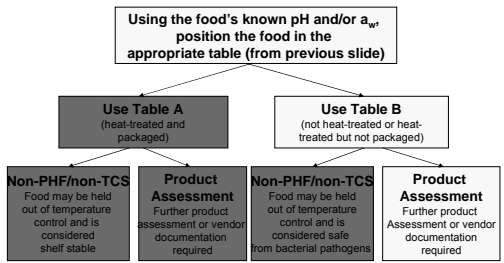 Using the food's known pH and/or aw,
position the food in the
appropriate table (from previous slide)
Use Table A
(heat-treated and
packaged)
Use Table B
(not heat-treated or heat-
treated but not packaged)
Non-PHF/non-TCS
Food may be held
out of temperature
control and is
considered
shelf stable
Product
Assessment
Further product
assessment or vendor
documentation
required
Non-PHF/non-TCS
Food may be held
out of temperature
control and is
considered safe
from bacterial pathogens
Product
Assessment
Further product
Assessment or vendor
documentation
required